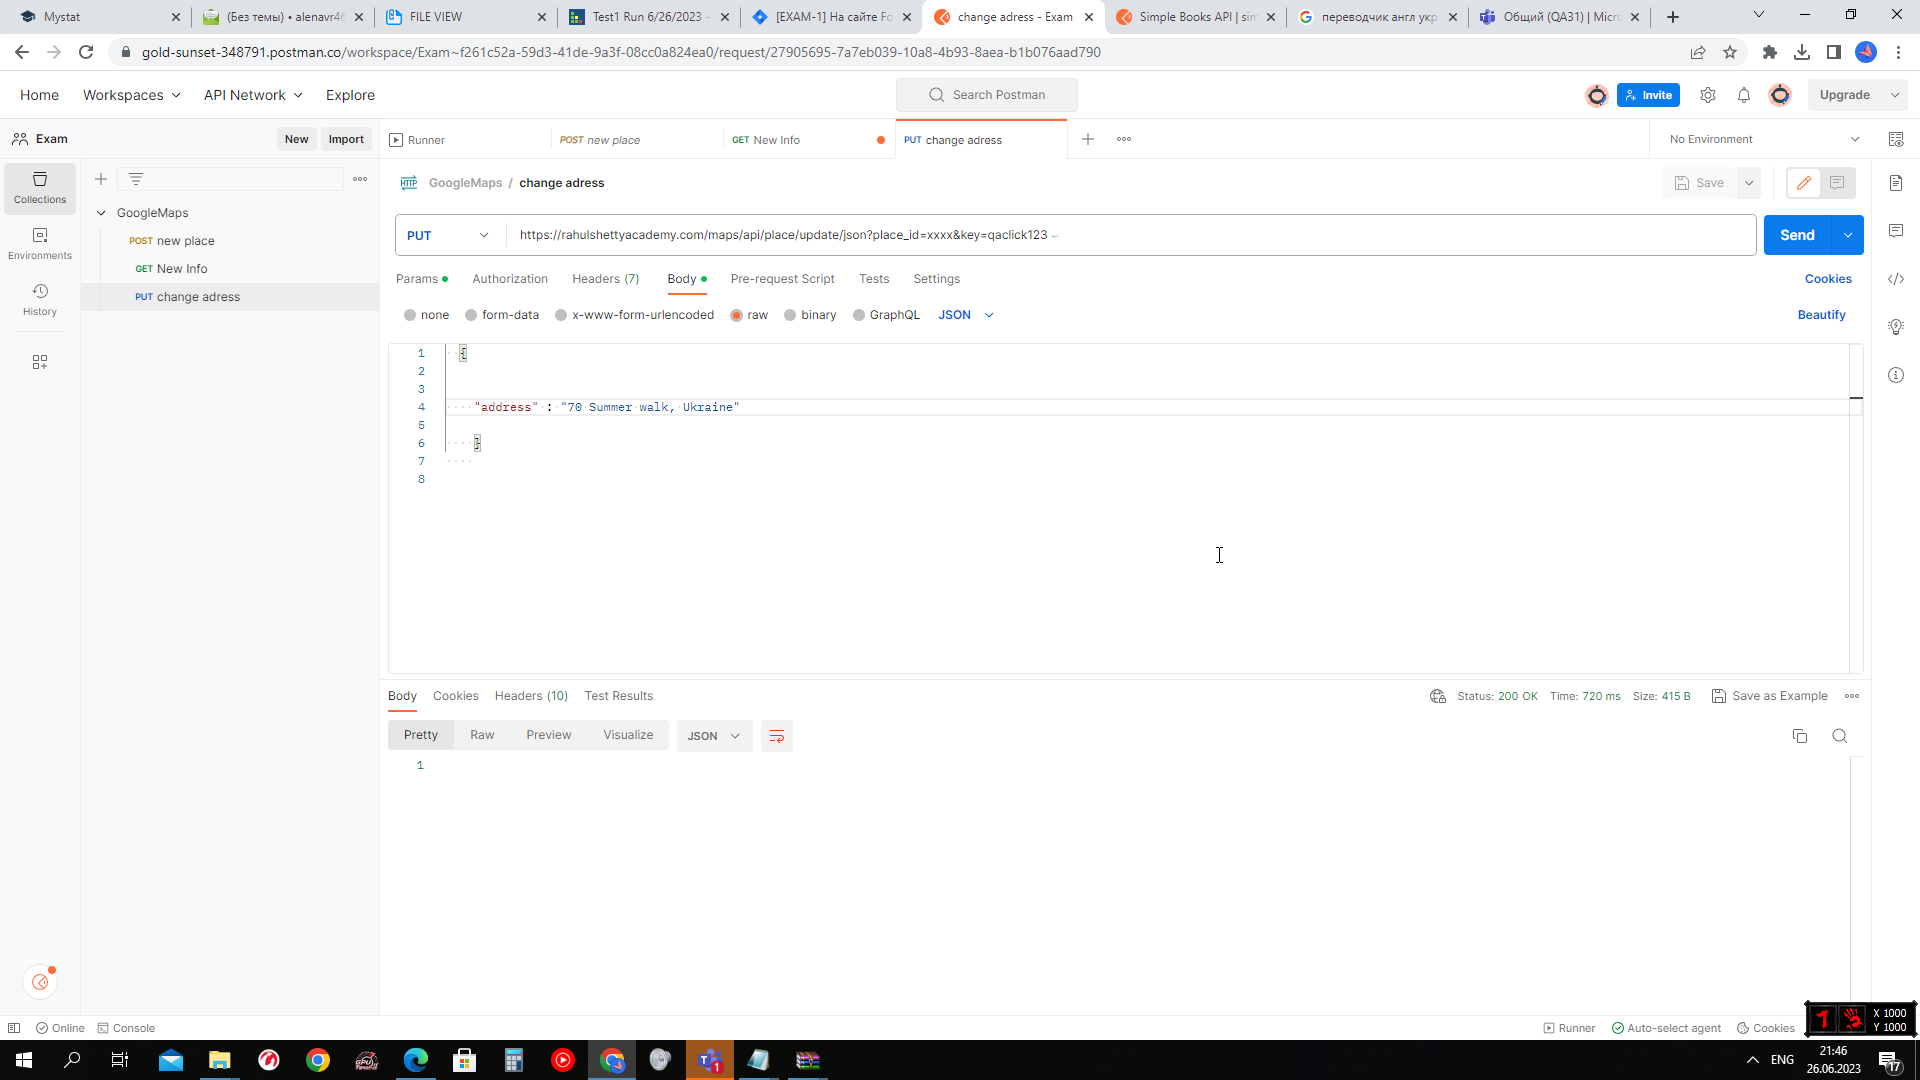 Mystat
(Без темы) • alenavr46
FILE VIEW
Test1 Run 6/26/2023 -
[EXAM-1] На сайте Fo
change adress - Exam
Simple Books API | sim
переводчик англ укр
Общий (QA31) | Micro
gold-sunset-348791.postman.co/workspace/Exam~f261c52a-59d3-41de-9a3f-08cc0a824ea0/request/27905695-7a7eb039-10a8-4b93-8aea-b1b076aad790
Home Workspaces API Network Explore Search Postman Invite Upgrade
Exam New Import Runner POST new place GET New Info PUT change adress No Environment
Collections
Environments
History
GoogleMaps
POST new place
GET New Info
PUT change adress
GoogleMaps / change adress Save
PUT https://rahulshettyacademy.com/maps/api/place/update/json?place_id=xxxx&key=qaclick123 Send
Params Authorization Headers (7) Body Pre-request Script Tests Settings Cookies
none form-data x-www-form-urlencoded raw binary GraphQL JSON Beautify
1 {
2
3
4 "address" : "70 Summer walk, Ukraine"
5
6 }
7
8
Body Cookies Headers (10) Test Results Status: 200 OK Time: 720 ms Size: 415 B Save as Example
Pretty Raw Preview Visualize JSON
1
Online Console Runner Auto-select agent Cookies
X 1000
Y 1000
ENG
21:46
26.06.2023
17